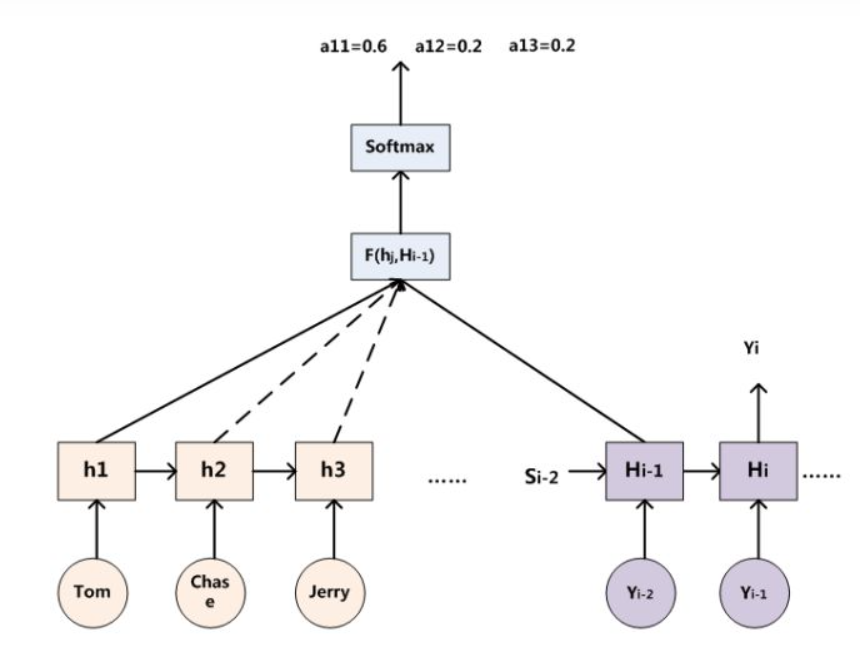 a11=0.6 a12=0.2 a13=0.2
Softmax
F(hj,Hi-1)
Yi
h1 h2 h3 ...... Si-2 Hi-1 Hi ......
Tom Chas
e Jerry Yi-2 Yi-1